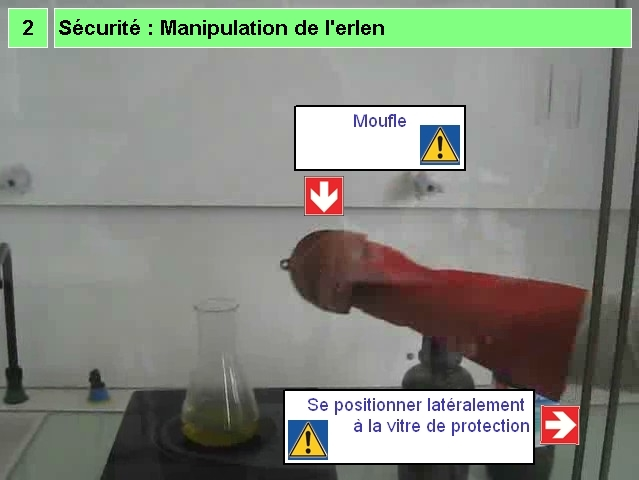 2 Sécurité : Manipulation de l'erlen
Moufle
Se positionner latéralement
à la vitre de protection